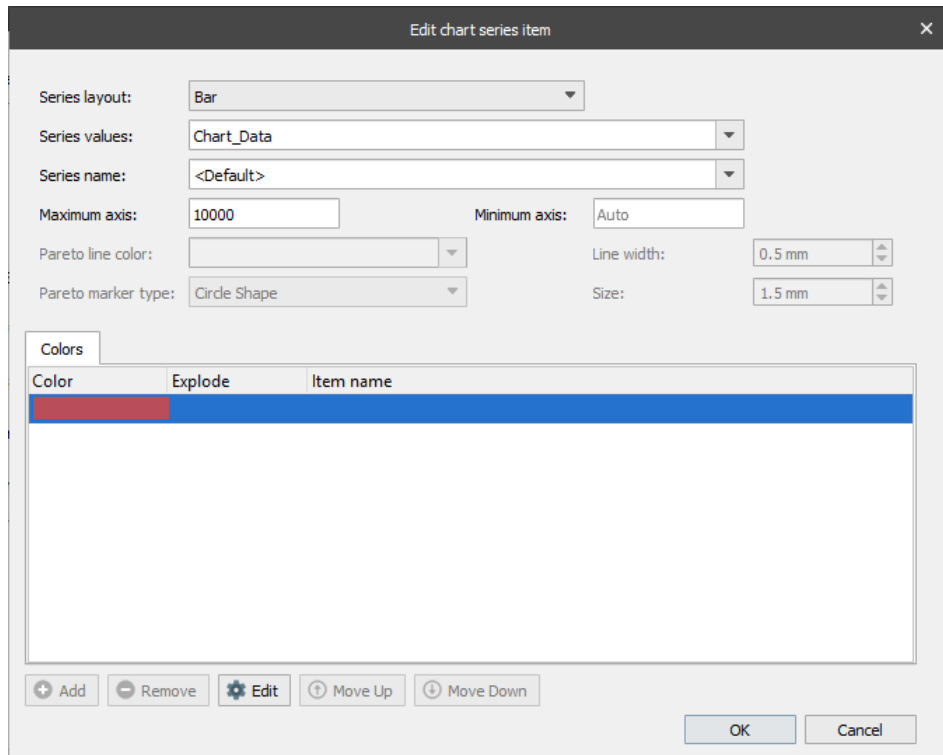 Edit chart series item
Series layout: Bar
Series values: Chart_Data
Series name: <Default>
Maximum axis: 10000 Minimum axis: Auto
Pareto line color: Line width: 0.5 mm
Pareto marker type: Circle Shape Size: 1.5 mm
Colors
Color Explode Item name
Add Remove Edit Move Up Move Down
OK Cancel